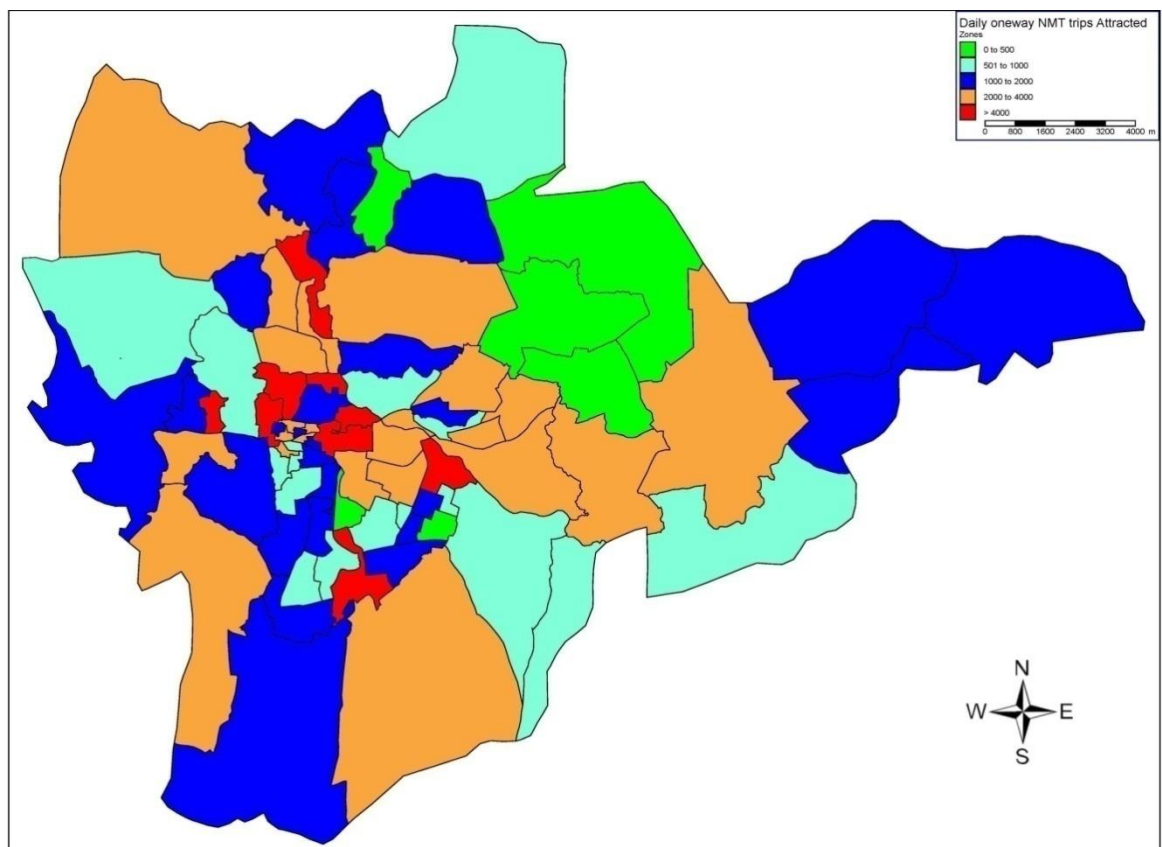 Daily oneway NMT trips Attracted
Zones
0 to 500
501 to 1000
1000 to 2000
2000 to 4000
> 4000
0 800 1600 2400 3200 4000 m
N
W E
S